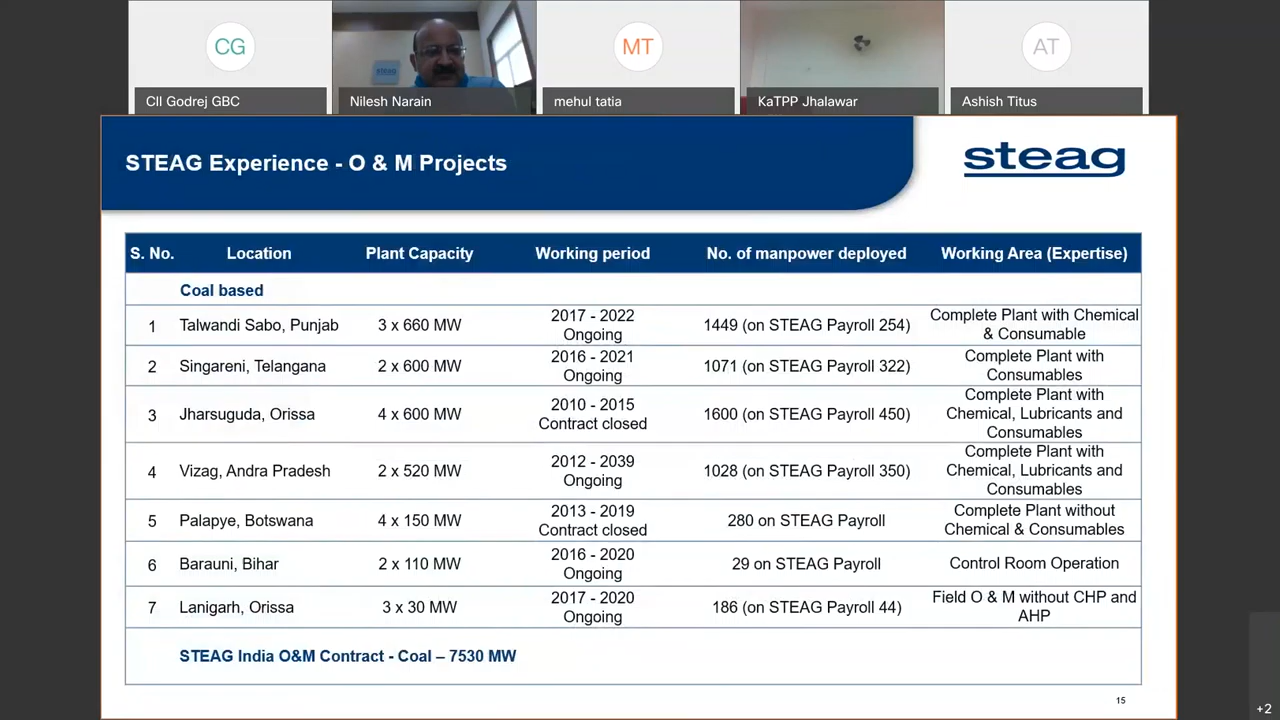 CG
MT
AT
steag
CII Godrej GBC
Nilesh Narain
mehul tatia
KaTPP Jhalawar
Ashish Titus
STEAG Experience - O & M Projects
steag
S. No. Location Plant Capacity Working period No. of manpower deployed Working Area (Expertise)
Coal based
1 Talwandi Sabo, Punjab 3 x 660 MW 2017 - 2022 Ongoing 1449 (on STEAG Payroll 254) Complete Plant with Chemical & Consumable
2 Singareni, Telangana 2 x 600 MW 2016 - 2021 Ongoing 1071 (on STEAG Payroll 322) Complete Plant with Consumables
3 Jharsuguda, Orissa 4 x 600 MW 2010 - 2015 Contract closed 1600 (on STEAG Payroll 450) Complete Plant with Chemical, Lubricants and Consumables
4 Vizag, Andra Pradesh 2 x 520 MW 2012 - 2039 Ongoing 1028 (on STEAG Payroll 350) Complete Plant with Chemical, Lubricants and Consumables
5 Palapye, Botswana 4 x 150 MW 2013 - 2019 Contract closed 280 on STEAG Payroll Complete Plant without Chemical & Consumables
6 Barauni, Bihar 2 x 110 MW 2016 - 2020 Ongoing 29 on STEAG Payroll Control Room Operation
7 Lanigarh, Orissa 3 x 30 MW 2017 - 2020 Ongoing 186 (on STEAG Payroll 44) Field O & M without CHP and AHP
STEAG India O&M Contract - Coal – 7530 MW
15
+2